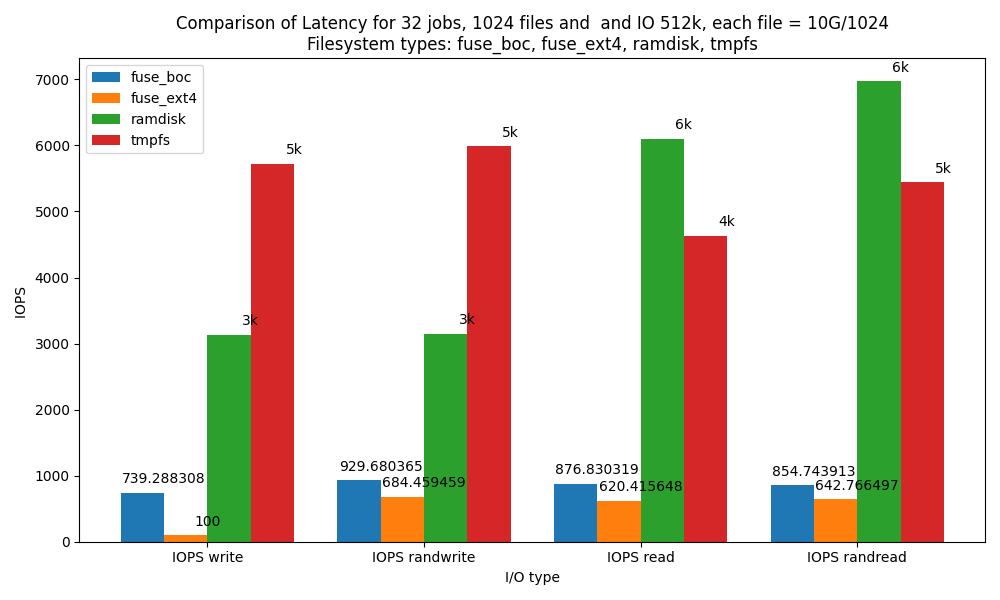 Comparison of Latency for 32 jobs, 1024 files and  and IO 512k, each file = 10G/1024
Filesystem types: fuse_boc, fuse_ext4, ramdisk, tmpfs
fuse_boc
fuse_ext4
ramdisk
tmpfs
IOPS
7000
6000
5000
4000
3000
2000
1000
0
739.288308
100
3k
5k
929.680365
684.459459
3k
5k
876.830319
620.415648
6k
4k
854.743913
642.766497
6k
5k
IOPS write
IOPS randwrite
IOPS read
IOPS randread
I/O type